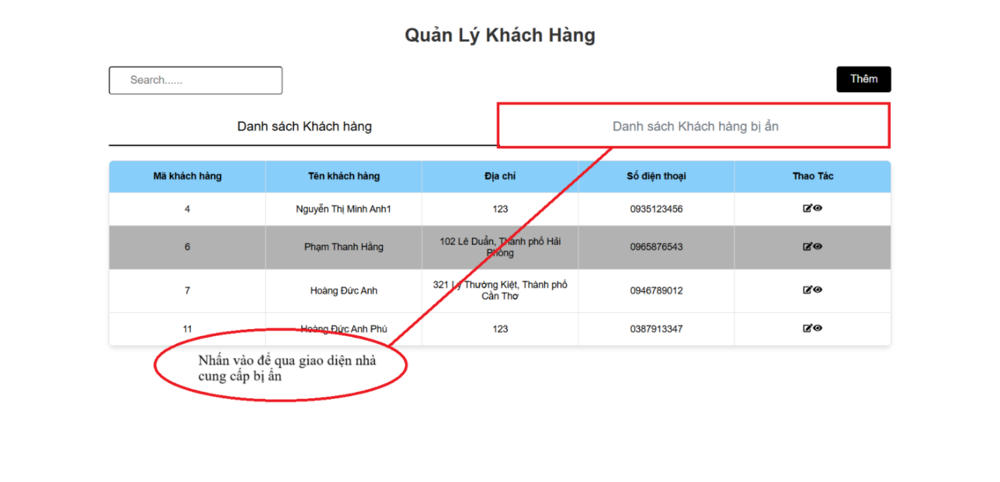 Quản Lý Khách Hàng
Search......
Thêm
Danh sách Khách hàng
Danh sách Khách hàng bị ẩn
Mã khách hàng Tên khách hàng Địa chỉ Số điện thoại Thao Tác
4 Nguyễn Thị Minh Anh1 123 0935123456
6 Phạm Thanh Hằng 102 Lê Duẩn, Thành phố Hải Phòng 0965876543
7 Hoàng Đức Anh 321 Lý Thường Kiệt, Thành phố Cần Thơ 0946789012
11 Hoàng Đức Anh Phú 123 0387913347
Nhấn vào để qua giao diện nhà
cung cấp bị ẩn